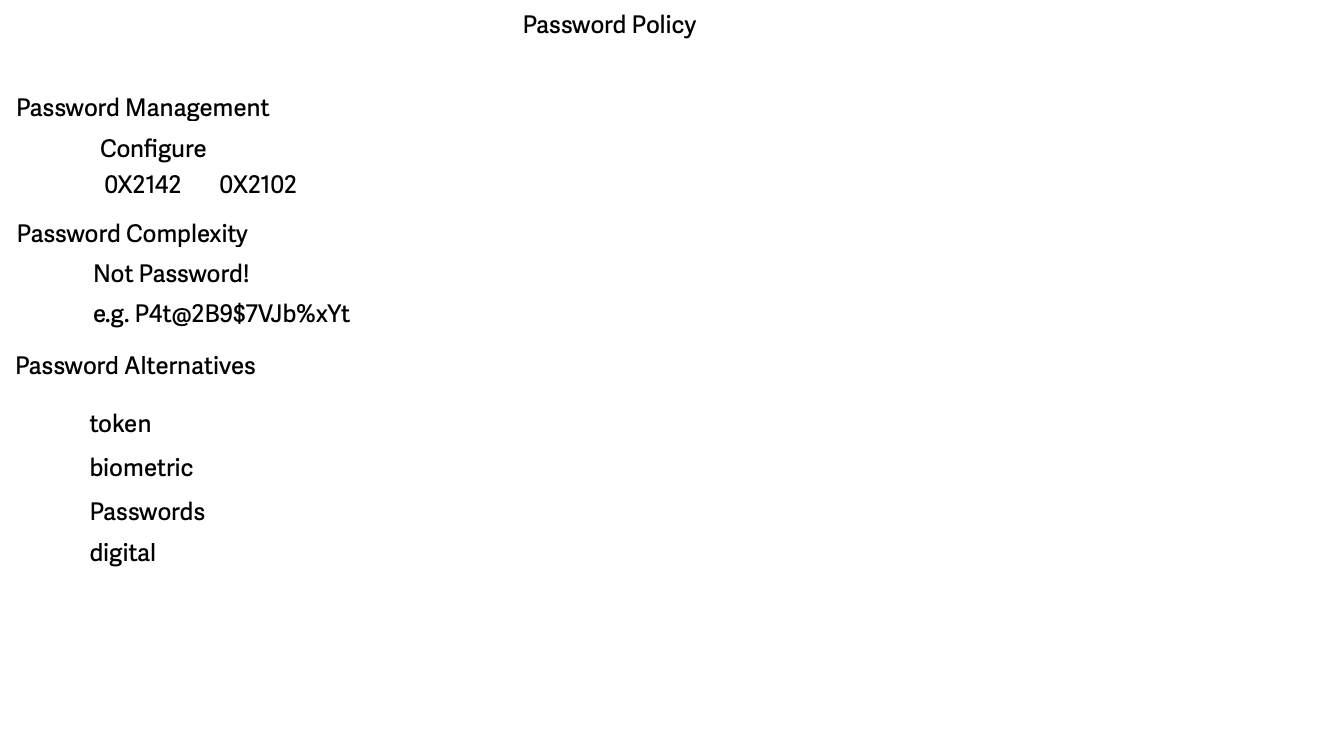 Password Policy
Password Management
Configure
0X2142 0X2102
Password Complexity
Not Password!
e.g. P4t@2B9$7VJb%xYt
Password Alternatives
token
biometric
Passwords
digital